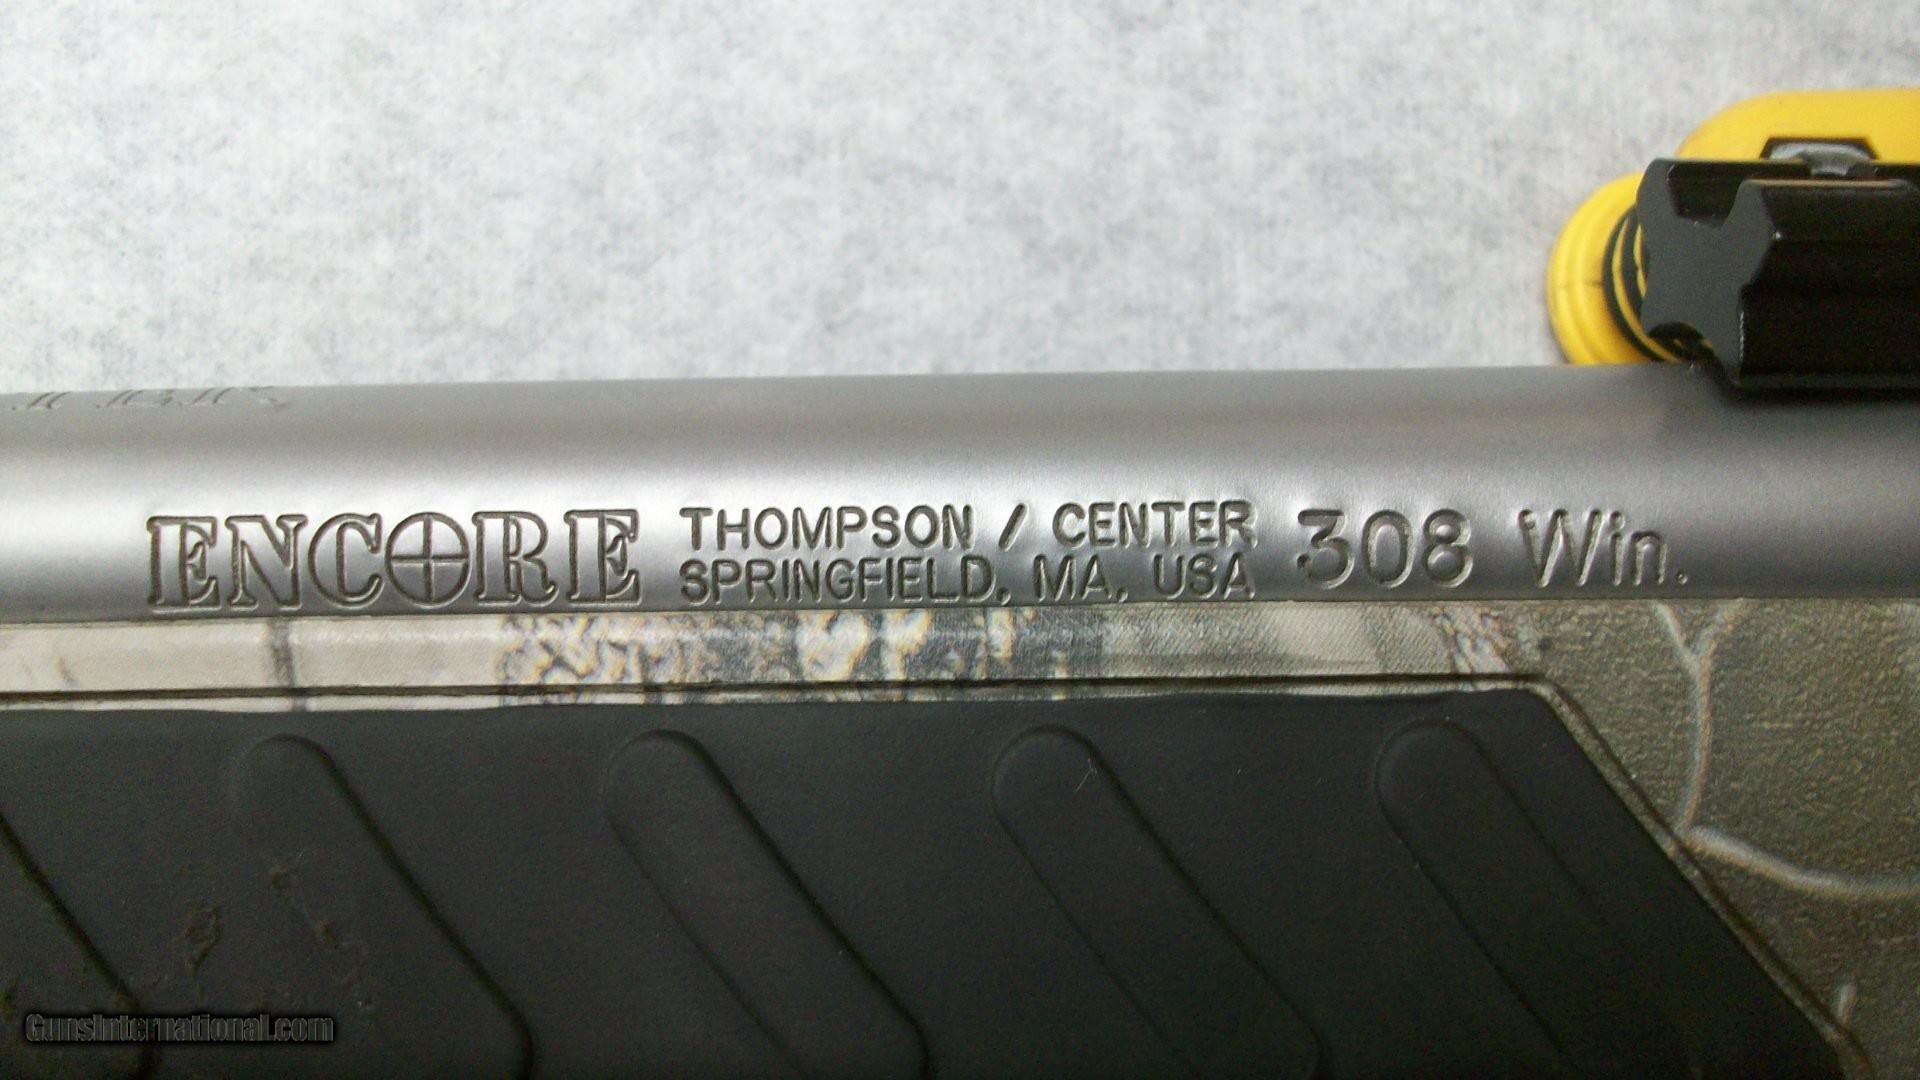 ENCORE THOMPSON / CENTER 308 Win.
SPRINGFIELD, MA. USA
GunsInternational.com